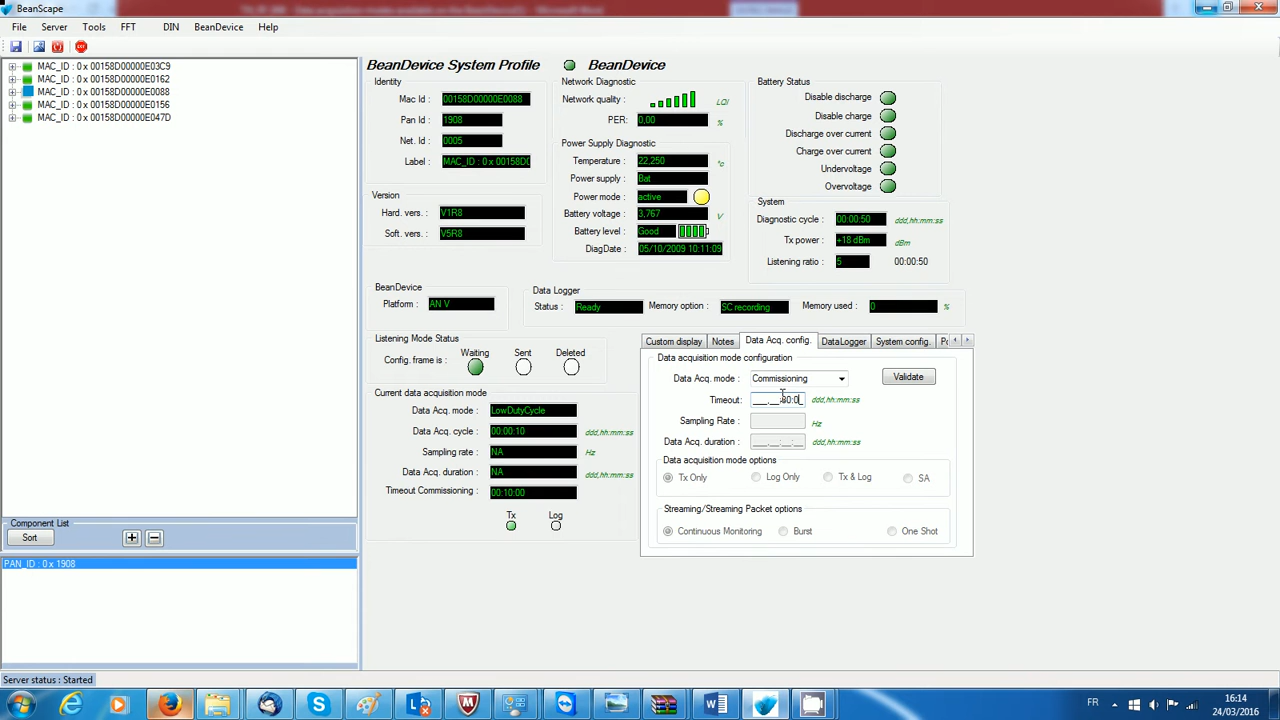 BeanScape
File Server Tools FFT DIN BeanDevice Help
MAC_ID : 0 x 00158D00000E03C9
MAC_ID : 0 x 00158D00000E0162
MAC_ID : 0 x 00158D00000E0088
MAC_ID : 0 x 00158D00000E0156
MAC_ID : 0 x 00158D00000E047D
Component List
Sort
PAN_ID : 0 x 1908
BeanDevice System Profile
BeanDevice
Identity
Mac Id : 00158D00000E0088
Pan Id : 1908
Net. Id : 0005
Label : MAC_ID : 0 x 00158D0
Version
Hard. vers. : V1R8
Soft. vers. : V5R8
BeanDevice
Platform : AN V
Network Diagnostic
Network quality : LQI
PER: 0,00 %
Power Supply Diagnostic
Temperature : 22,250 °c
Power supply : Bat
Power mode : active
Battery voltage : 3,767 V
Battery level : Good
DiagDate : 05/10/2009 10:11:09
Battery Status
Disable discharge
Disable charge
Discharge over current
Charge over current
Undervoltage
Overvoltage
System
Diagnostic cycle : 00:00:50 ddd,hh:mm:ss
Tx power : +18 dBm dBm
Listening ratio : 5 00:00:50
Data Logger
Status : Ready Memory option : SC recording Memory used : 0 %
Listening Mode Status
Waiting Sent Deleted
Config. frame is :
Current data acquisition mode
Data Acq. mode : LowDutyCycle
Data Acq. cycle : 00:00:10 ddd,hh:mm:ss
Sampling rate : NA Hz
Data Acq. duration : NA ddd,hh:mm:ss
Timeout Commissioning : 00:10:00
Tx Log
Custom display Notes Data Acq. config. DataLogger System config. Po
Data acquisition mode configuration
Data Acq. mode : Commissioning Validate
Timeout: ___,__:30:0_ ddd,hh:mm:ss
Sampling Rate : Hz
Data Acq. duration : ___,__:__:__ ddd,hh:mm:ss
Data acquisition mode options
Tx Only Log Only Tx & Log SA
Streaming/Streaming Packet options
Continuous Monitoring Burst One Shot
Server status : Started
FR
16:14
24/03/2016